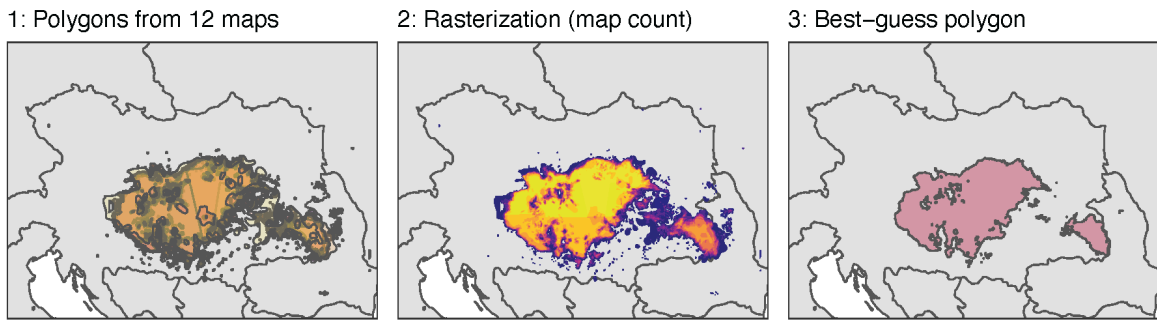 1: Polygons from 12 maps
2: Rasterization (map count)
3: Best−guess polygon